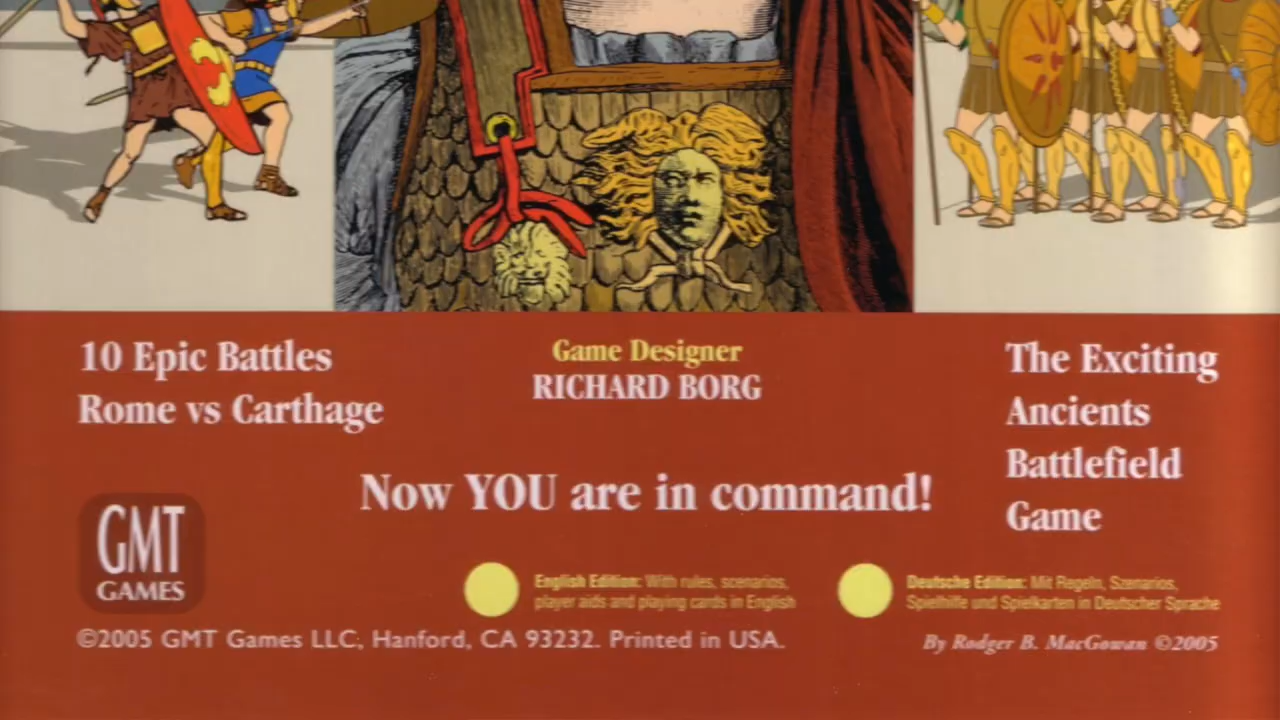 10 Epic Battles
Rome vs Carthage
Game Designer
RICHARD BORG
The Exciting
Ancients
Battlefield
Game
Now YOU are in command!
GMT
GAMES
English Edition: With rules, scenarios,
player aids and playing cards in English
Deutsche Edition: Mit Regeln, Szenarios,
Spielhilfe und Spielkarten in Deutscher Sprache
©2005 GMT Games LLC, Hanford, CA 93232. Printed in USA.
By Rodger B. MacGowan ©2005